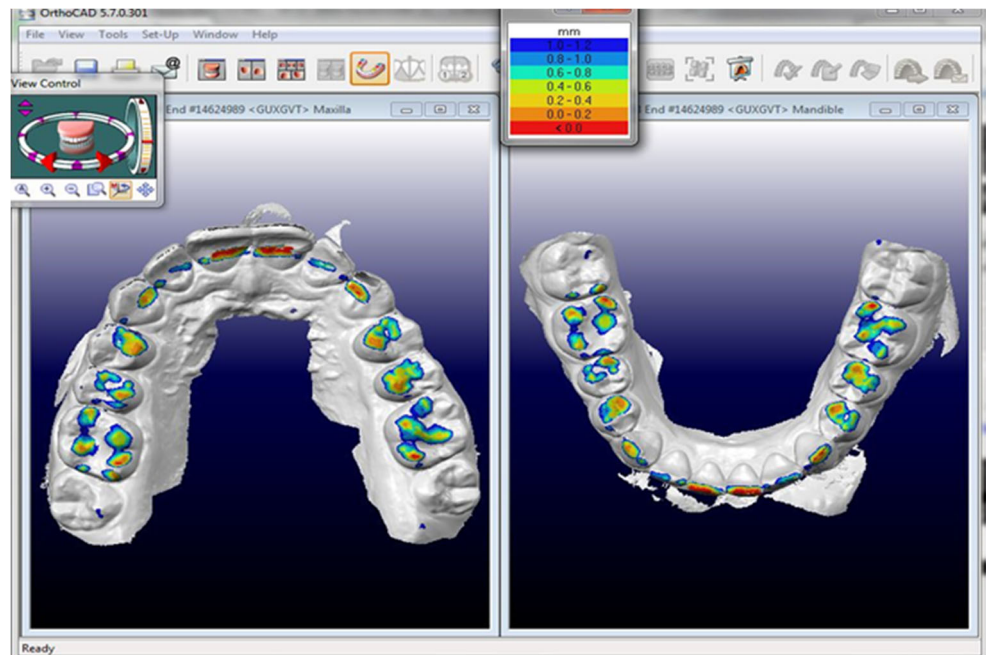 OrthoCAD 5.7.0.301
File View Tools Set-Up Window Help
View Control
mm
1.0 - 1.2
0.8 - 1.0
0.6 - 0.8
0.4 - 0.6
0.2 - 0.4
0.0 - 0.2
< 0.0
End #14624989 <GUXGVT> Maxilla
End #14624989 <GUXGVT> Mandible
Ready